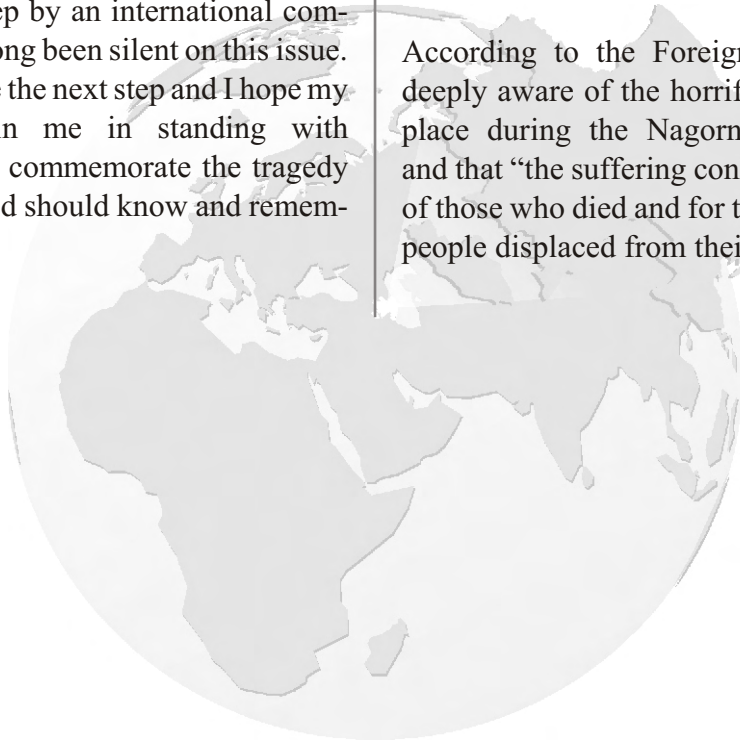 ep by an international com-
ong been silent on this issue.
e the next step and I hope my
in me in standing with
commemorate the tragedy
d should know and remem-
According to the Foreign
deeply aware of the horrif
place during the Nagorn
and that “the suffering con
of those who died and for t
people displaced from thei